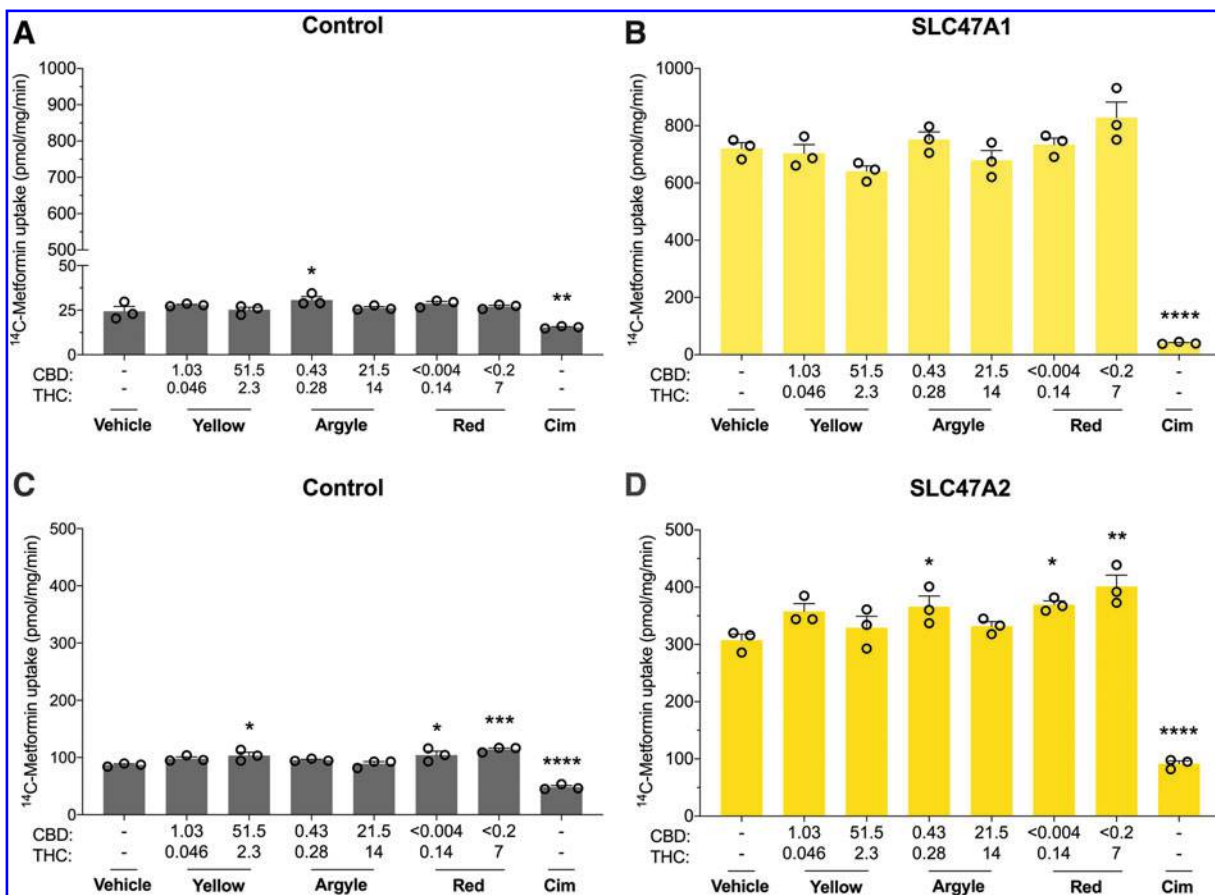 A
Control
¹⁴C-Metformin uptake (pmol/mg/min)
1000
900
800
700
600
500
50
25
0
*
**
CBD: - 1.03 51.5 0.43 21.5 <0.004 <0.2 -
THC: - 0.046 2.3 0.28 14 0.14 7 -
Vehicle Yellow Argyle Red Cim
B
SLC47A1
¹⁴C-Metformin uptake (pmol/mg/min)
1000
800
600
400
200
0
****
CBD: - 1.03 51.5 0.43 21.5 <0.004 <0.2 -
THC: - 0.046 2.3 0.28 14 0.14 7 -
Vehicle Yellow Argyle Red Cim
C
Control
¹⁴C-Metformin uptake (pmol/mg/min)
500
400
300
200
100
0
*
*
***
****
CBD: - 1.03 51.5 0.43 21.5 <0.004 <0.2 -
THC: - 0.046 2.3 0.28 14 0.14 7 -
Vehicle Yellow Argyle Red Cim
D
SLC47A2
¹⁴C-Metformin uptake (pmol/mg/min)
500
400
300
200
100
0
*
*
**
****
CBD: - 1.03 51.5 0.43 21.5 <0.004 <0.2 -
THC: - 0.046 2.3 0.28 14 0.14 7 -
Vehicle Yellow Argyle Red Cim